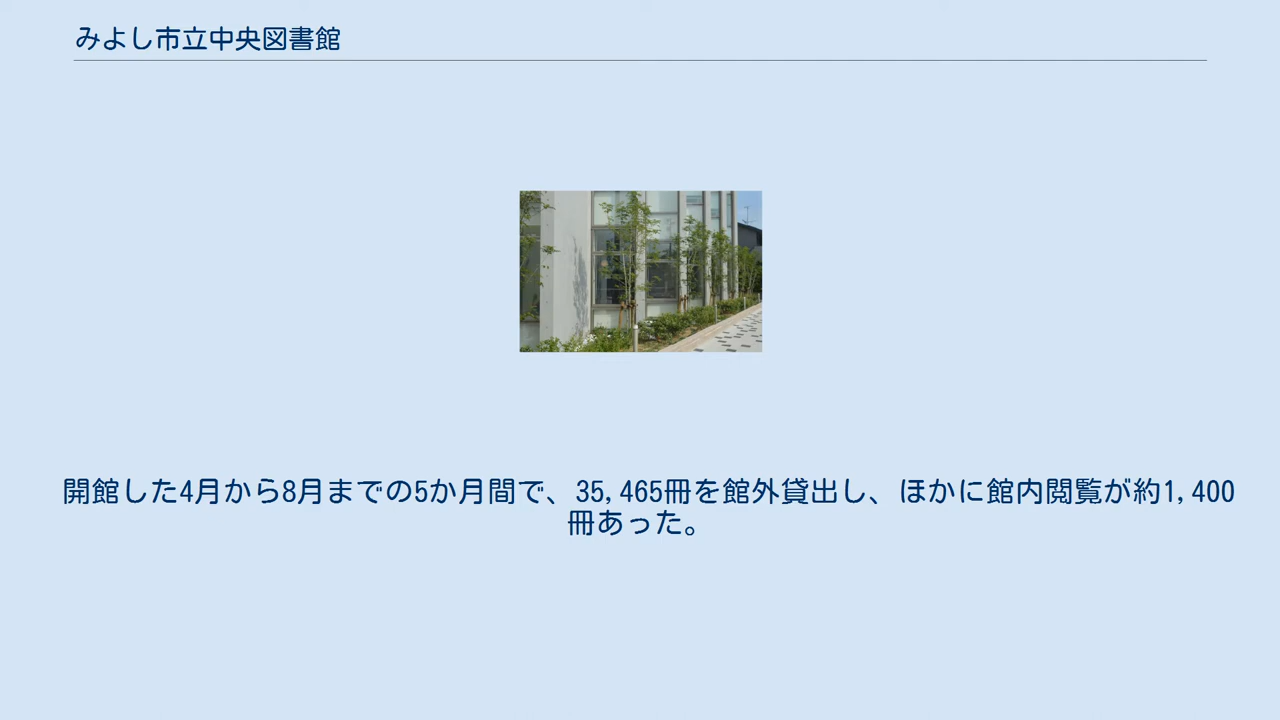 みよし市立中央図書館
開館した4月から8月までの5か月間で、35,465冊を館外貸出し、ほかに館内閲覧が約1,400
冊あった。